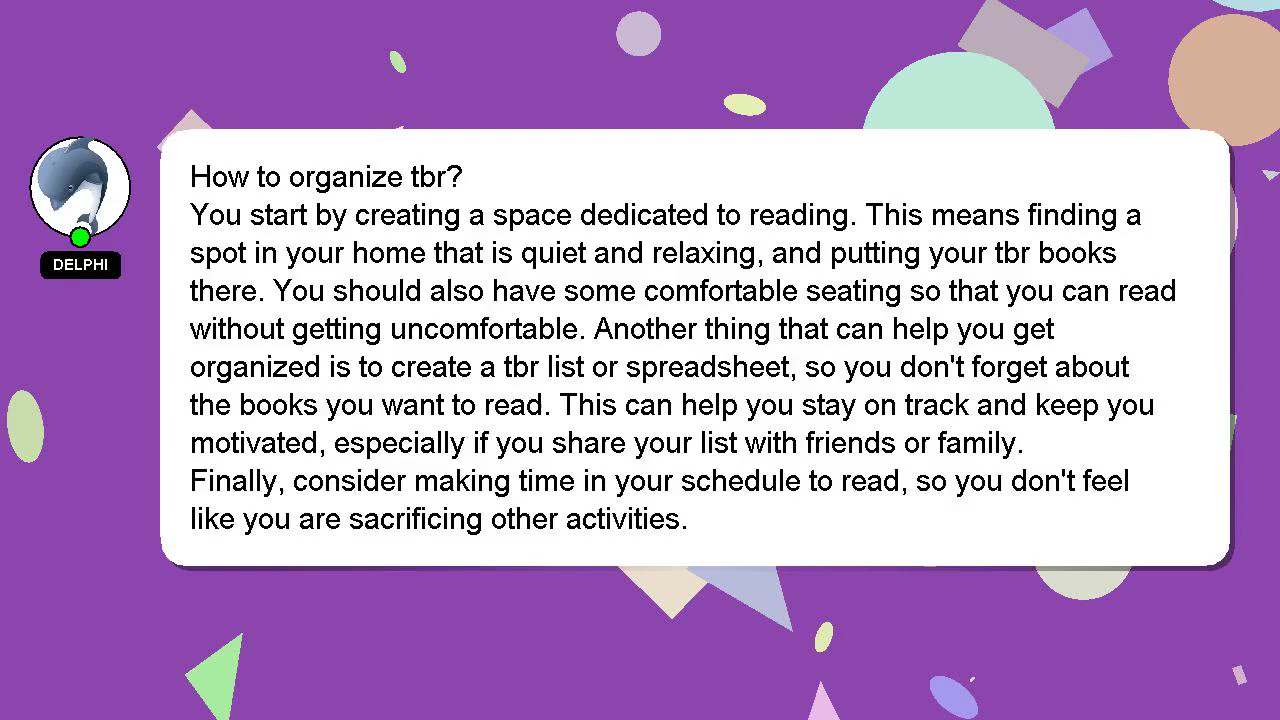 How to organize tbr?
You start by creating a space dedicated to reading. This means finding a
spot in your home that is quiet and relaxing, and putting your tbr books
there. You should also have some comfortable seating so that you can read
without getting uncomfortable. Another thing that can help you get
organized is to create a tbr list or spreadsheet, so you don't forget about
the books you want to read. This can help you stay on track and keep you
motivated, especially if you share your list with friends or family.
Finally, consider making time in your schedule to read, so you don't feel
like you are sacrificing other activities.
DELPHI